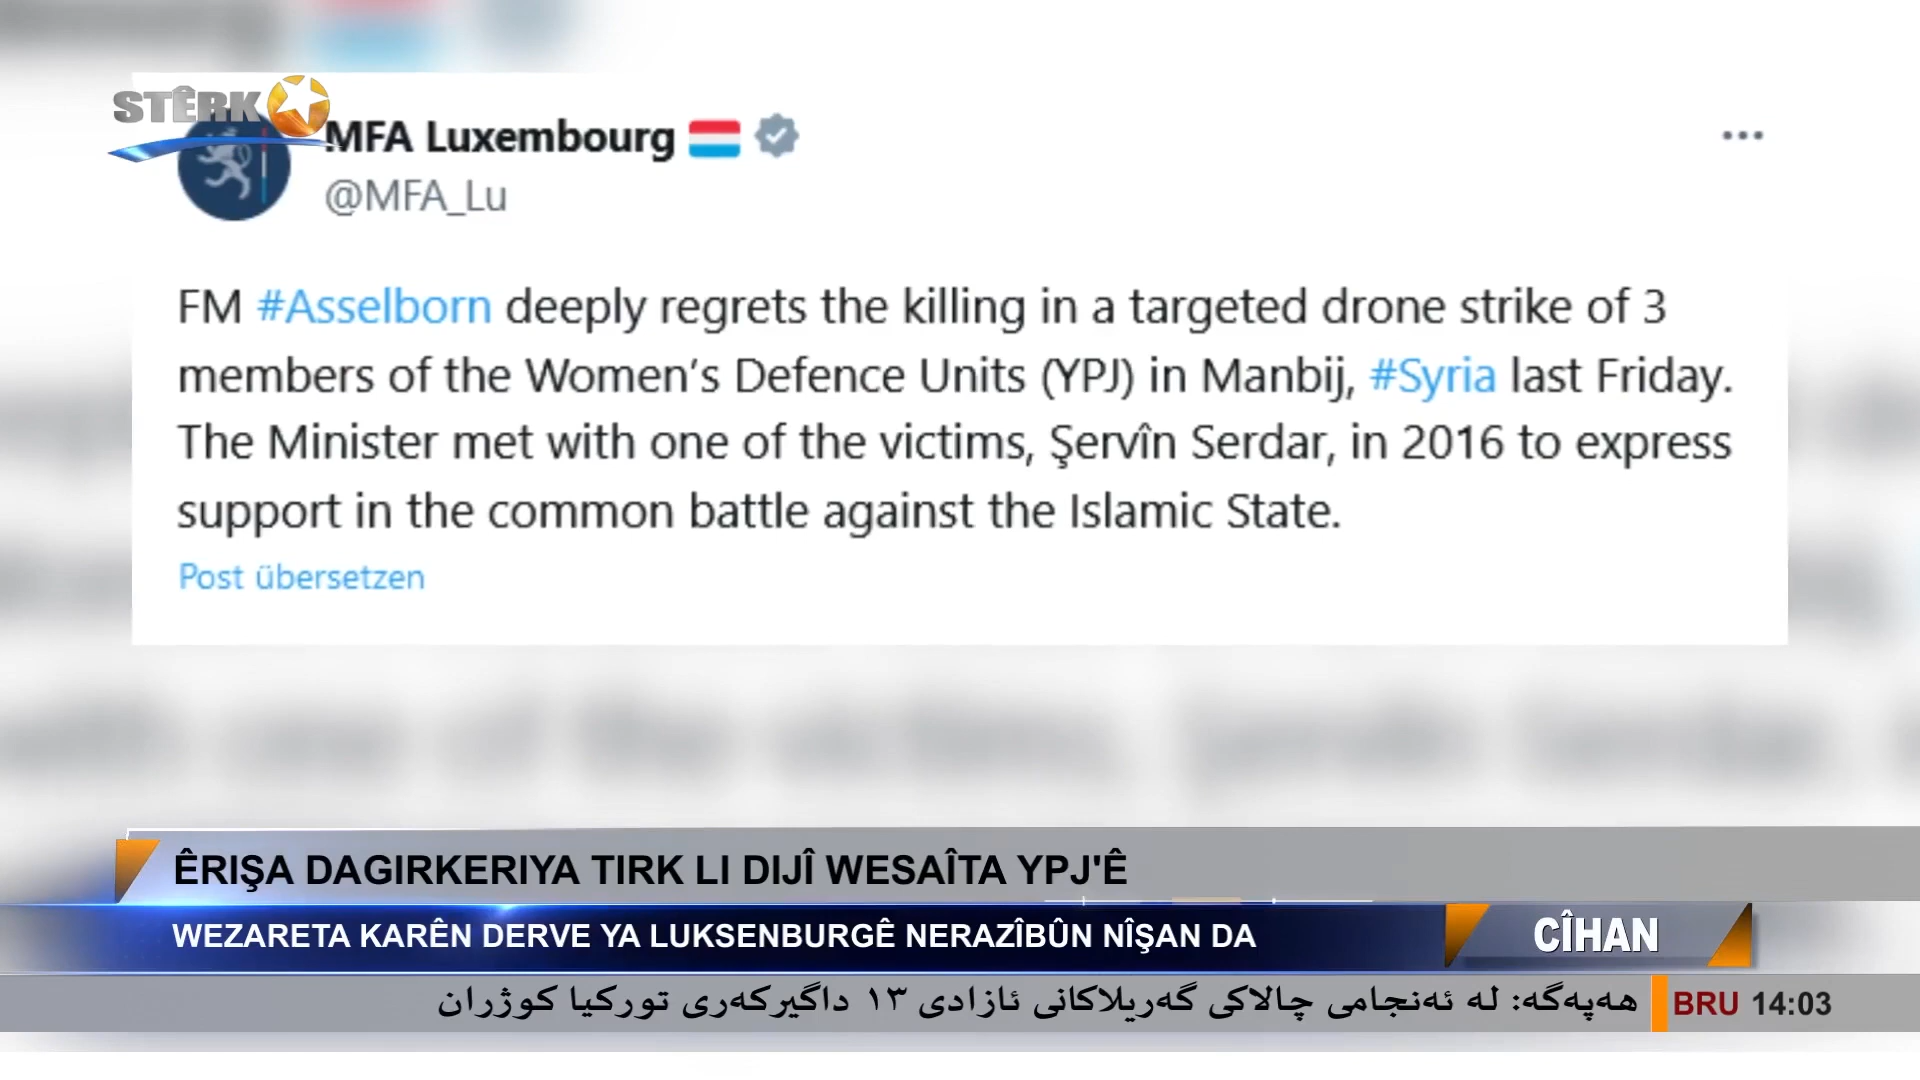 STÊRK
MFA Luxembourg
@MFA_Lu
FM #Asselborn deeply regrets the killing in a targeted drone strike of 3
members of the Women’s Defence Units (YPJ) in Manbij, #Syria last Friday.
The Minister met with one of the victims, Şervîn Serdar, in 2016 to express
support in the common battle against the Islamic State.
Post übersetzen
ÊRIŞA DAGIRKERIYA TIRK LI DIJÎ WESAÎTA YPJ'Ê
WEZARETA KARÊN DERVE YA LUKSENBURGÊ NERAZÎBÛN NÎŞAN DA
CÎHAN
هەپەگە: لە ئەنجامی چالاکی گەریلاکانی ئازادی ١٣ داگیرکەری تورکیا کوژران
BRU 14:03